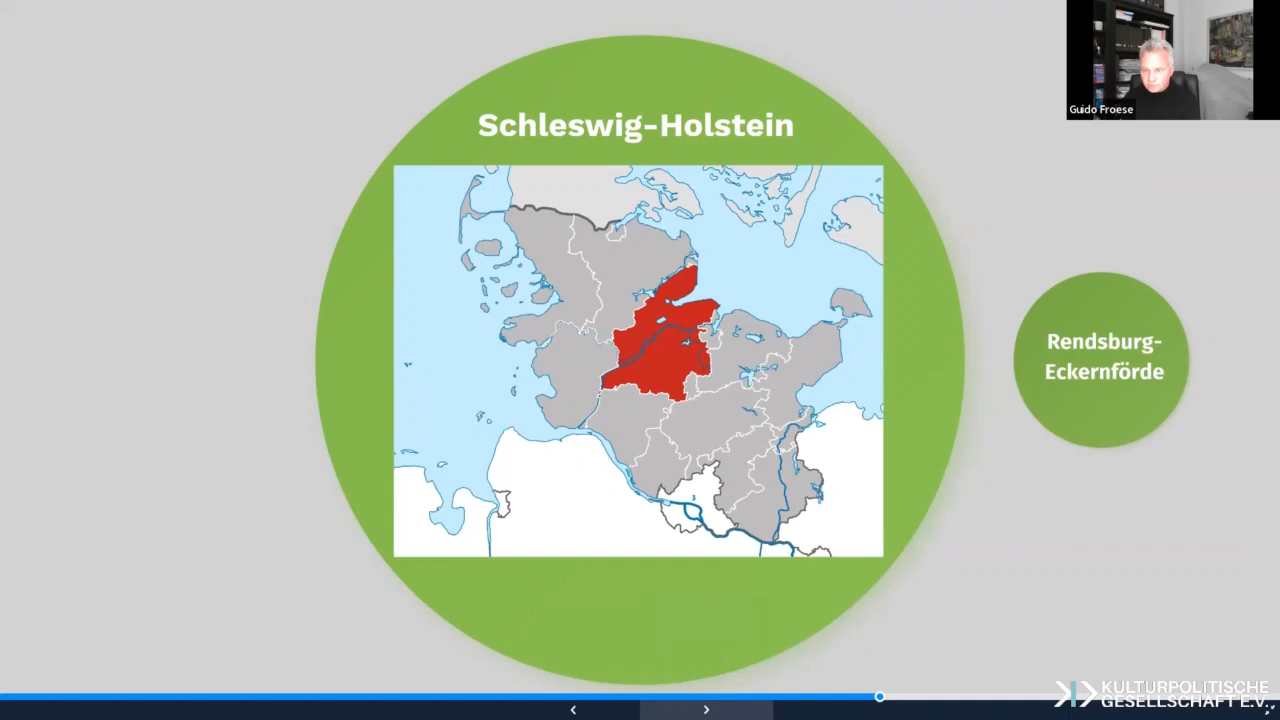 Schleswig-Holstein
Guido Froese
Rendsburg-
Eckernförde
KULTURPOLITISCHE
GESELLSCHAFT E.V.